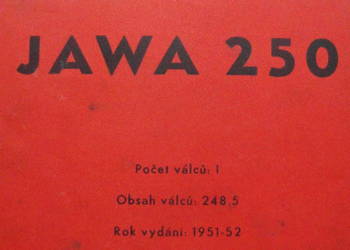 JAWA 250
Počet válců: 1
Obsah válců: 248,5
Rok vydání: 1951-52